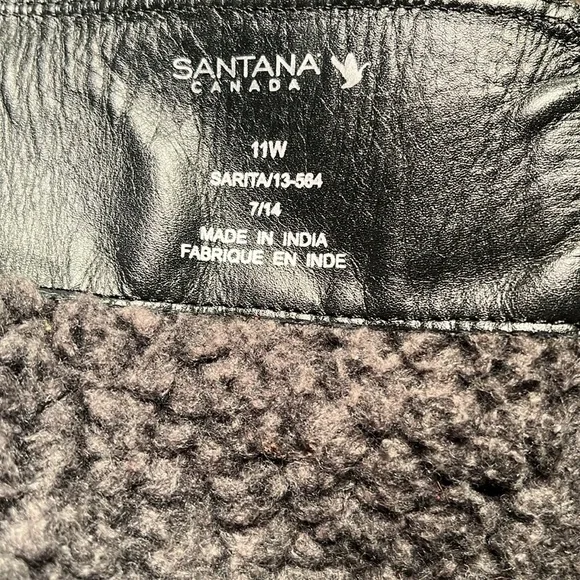 SANTANA
CANADA
11W
SARITA/13-564
7/14
MADE IN INDIA
FABRIQUE EN INDE